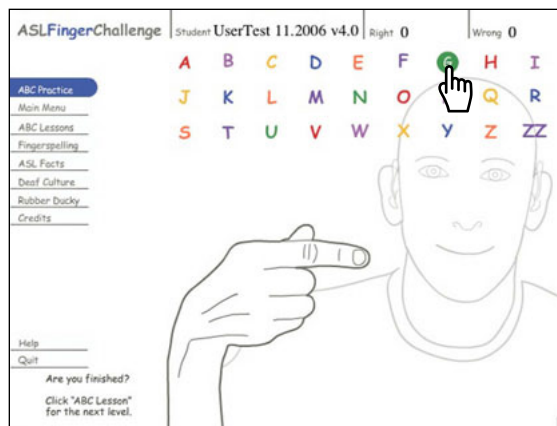 ASLFingerChallenge Student UserTest 11.2006 v4.0 Right 0 Wrong 0
A B C D E F G H I
J K L M N O Q R
S T U V W X Y Z ZZ
ABC Practice
Main Menu
ABC Lessons
Fingerspelling
ASL Facts
Deaf Culture
Rubber Ducky
Credits
Help
Quit
Are you finished?
Click "ABC Lesson"
for the next level.